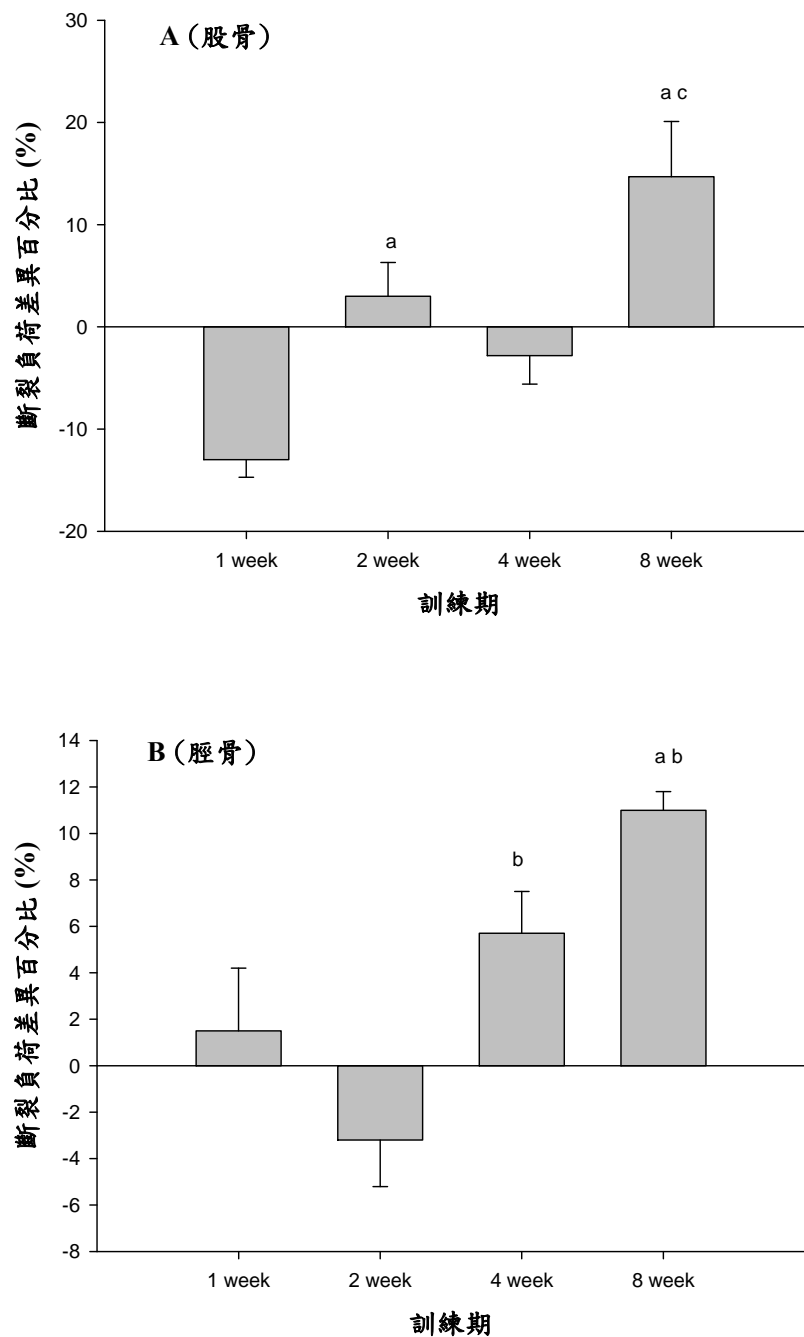 A (股骨)
斷裂負荷差異百分比 (%)
30
20
10
0
-10
-20
a
a c
1 week
2 week
4 week
8 week
訓練期
B (脛骨)
斷裂負荷差異百分比 (%)
14
12
10
8
6
4
2
0
-2
-4
-6
-8
b
a b
1 week
2 week
4 week
8 week
訓練期